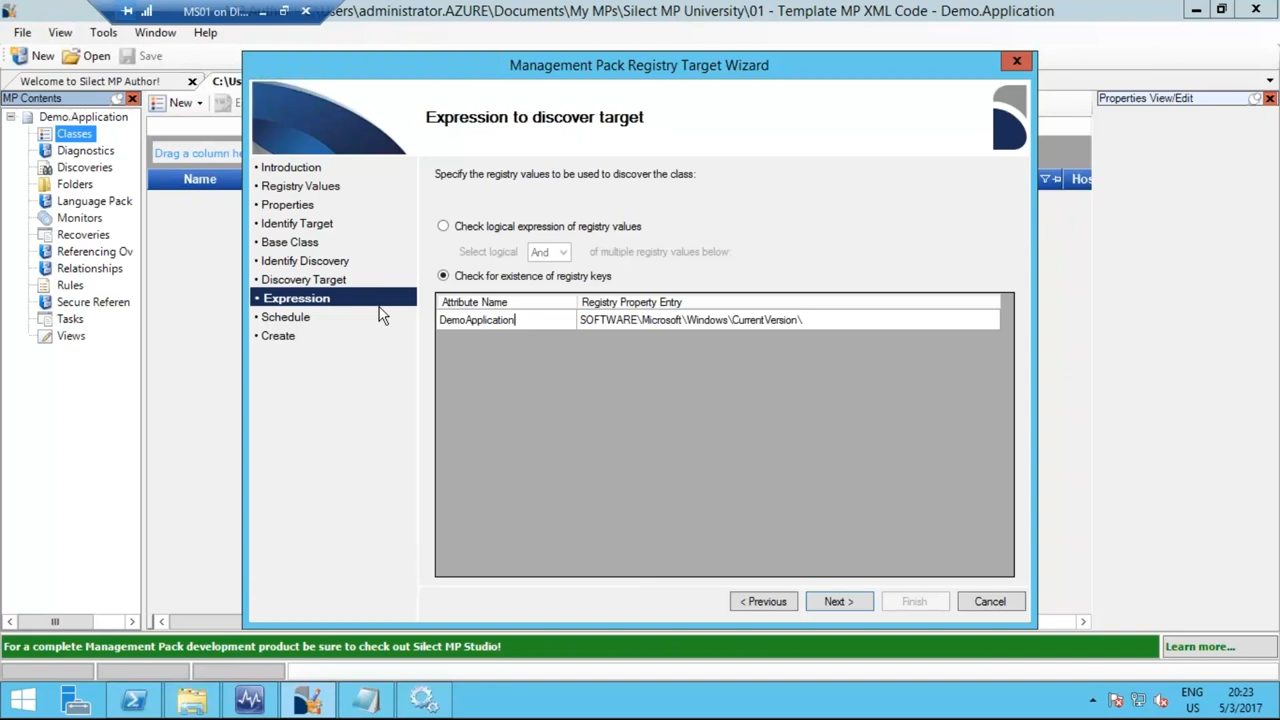 MS01 on DI...
Users\administrator.AZURE\Documents\My MPs\Silect MP University\01 - Template MP XML Code - Demo.Application
File View Tools Window Help
New Open Save
Welcome to Silect MP Author!
C:\Us
MP Contents
New
Properties View/Edit
Demo.Application
Classes
Diagnostics
Discoveries
Folders
Language Pack
Monitors
Recoveries
Referencing Ov
Relationships
Rules
Secure Referen
Tasks
Views
Drag a column he
Name
Hos
Management Pack Registry Target Wizard
Expression to discover target
• Introduction
• Registry Values
• Properties
• Identify Target
• Base Class
• Identify Discovery
• Discovery Target
• Expression
• Schedule
• Create
Specify the registry values to be used to discover the class:
Check logical expression of registry values
Select logical And of multiple registry values below:
Check for existence of registry keys
Attribute Name Registry Property Entry
DemoApplication SOFTWARE\Microsoft\Windows\CurrentVersion\
< Previous Next > Finish Cancel
For a complete Management Pack development product be sure to check out Silect MP Studio!
Learn more...
ENG 20:23
US 5/3/2017